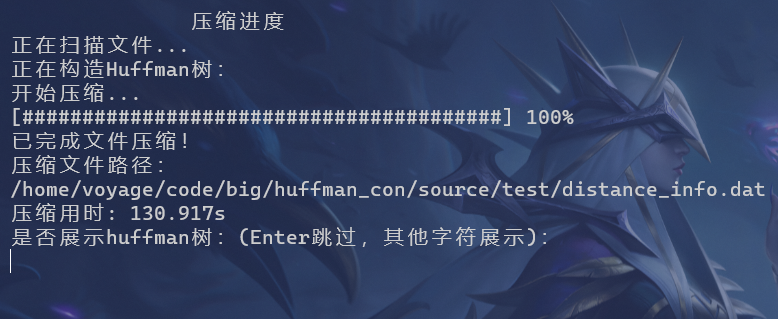 压缩进度
正在扫描文件...
正在构造Huffman树:
开始压缩...
[########################################] 100%
已完成文件压缩!
压缩文件路径:
/home/voyage/code/big/huffman_con/source/test/distance_info.dat
压缩用时: 130.917s
是否展示huffman树: (Enter跳过, 其他字符展示):